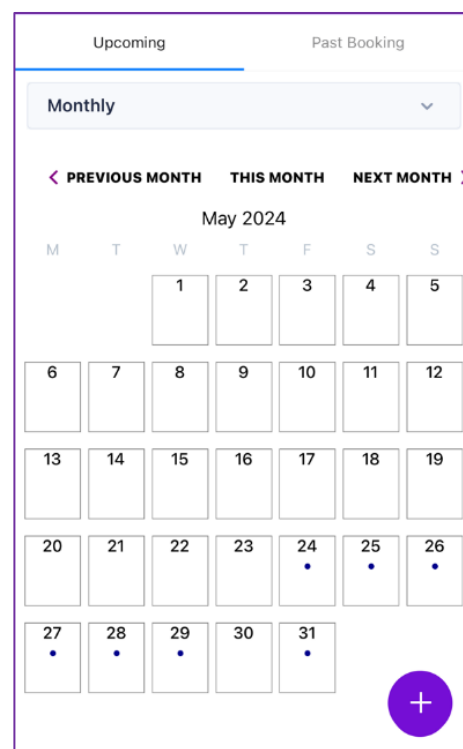 Upcoming Past Booking
Monthly
PREVIOUS MONTH THIS MONTH NEXT MONTH
May 2024
M T W T F S S
1 2 3 4 5
6 7 8 9 10 11 12
13 14 15 16 17 18 19
20 21 22 23 24 25 26
27 28 29 30 31
+